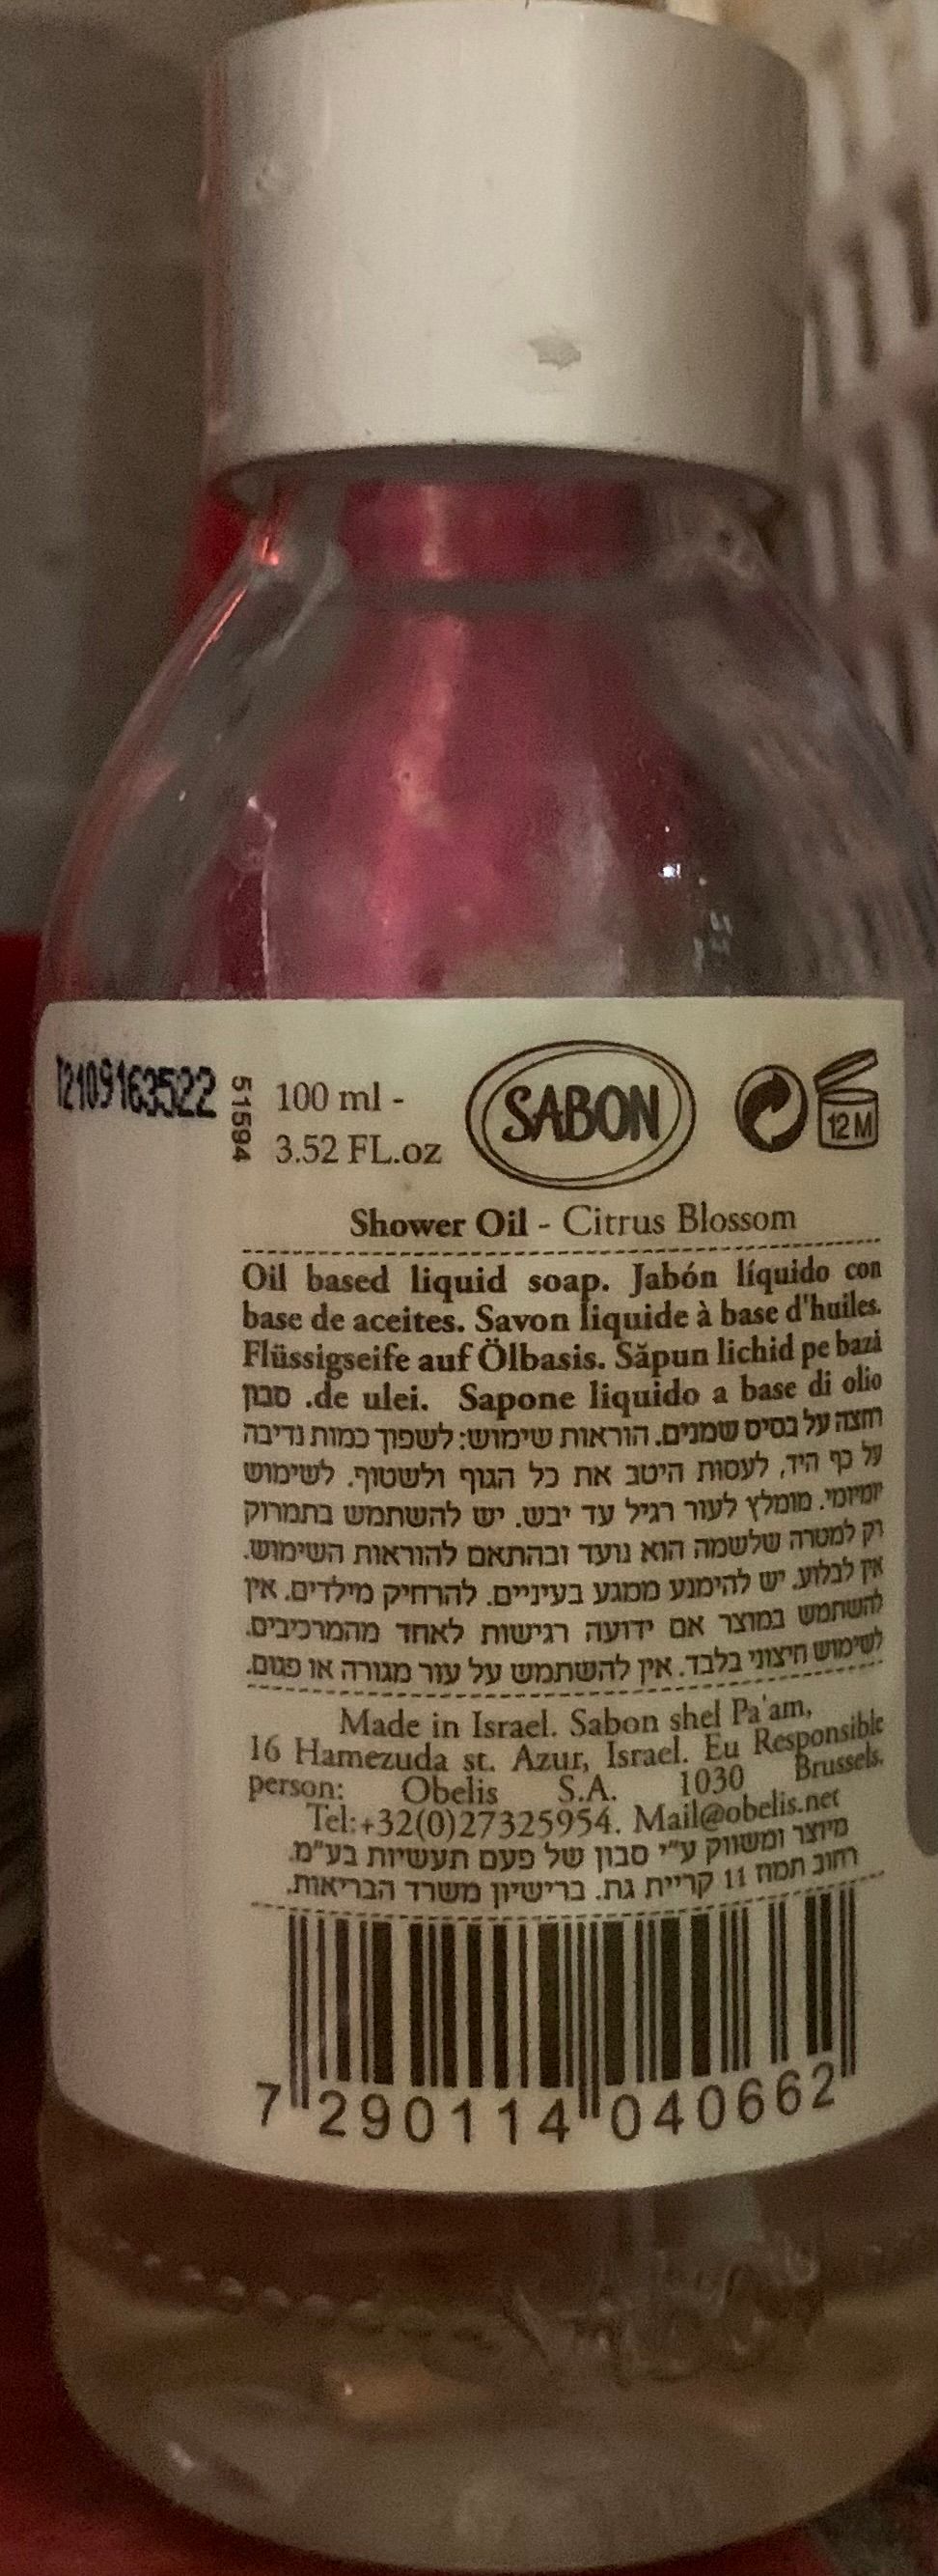 12109163522
51594
100 ml -
3.52 FL.oz
SABON
12 M
Shower Oil - Citrus Blossom
Oil based liquid soap. Jabón líquido con
base de aceites. Savon liquide à base d'huiles.
Flüssigseife auf Ölbasis. Săpun lichid pe bază
de ulei. Sapone liquido a base di olio. סבון
רחצה על בסיס שמנים. הוראות שימוש: לשפוך כמות נדיבה
על כף היד, לעסות היטב את כל הגוף ולשטוף. לשימוש
יומיומי. מומלץ לעור רגיל עד יבש. יש להשתמש בתמרוק
רק למטרה שלשמה הוא נועד ובהתאם להוראות השימוש.
אין לבלוע. יש להימנע ממגע בעיניים. להרחיק מילדים. אין
להשתמש במוצר אם ידועה רגישות לאחד מהמרכיבים.
לשימוש חיצוני בלבד. אין להשתמש על עור מגורה או פגום.
Made in Israel. Sabon shel Pa'am,
16 Hamezuda st. Azur, Israel. Eu Responsible
person: Obelis S.A. 1030 Brussels.
Tel:+32(0)27325954. Mail@obelis.net
מיוצר ומשווק ע"י סבון של פעם תעשיות בע"מ.
רחוב תמוז 11 קריית גת. ברישיון משרד הבריאות.
7 290114 040662